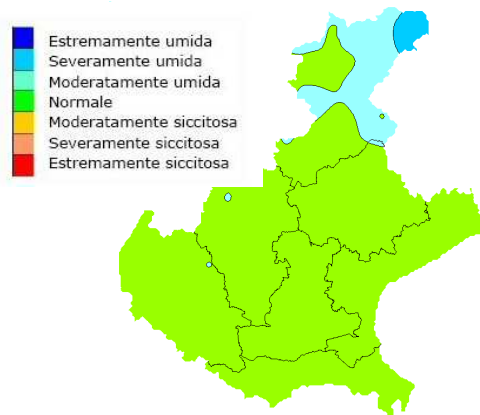 Estremamente umida
Severamente umida
Moderatamente umida
Normale
Moderatamente siccitosa
Severamente siccitosa
Estremamente siccitosa